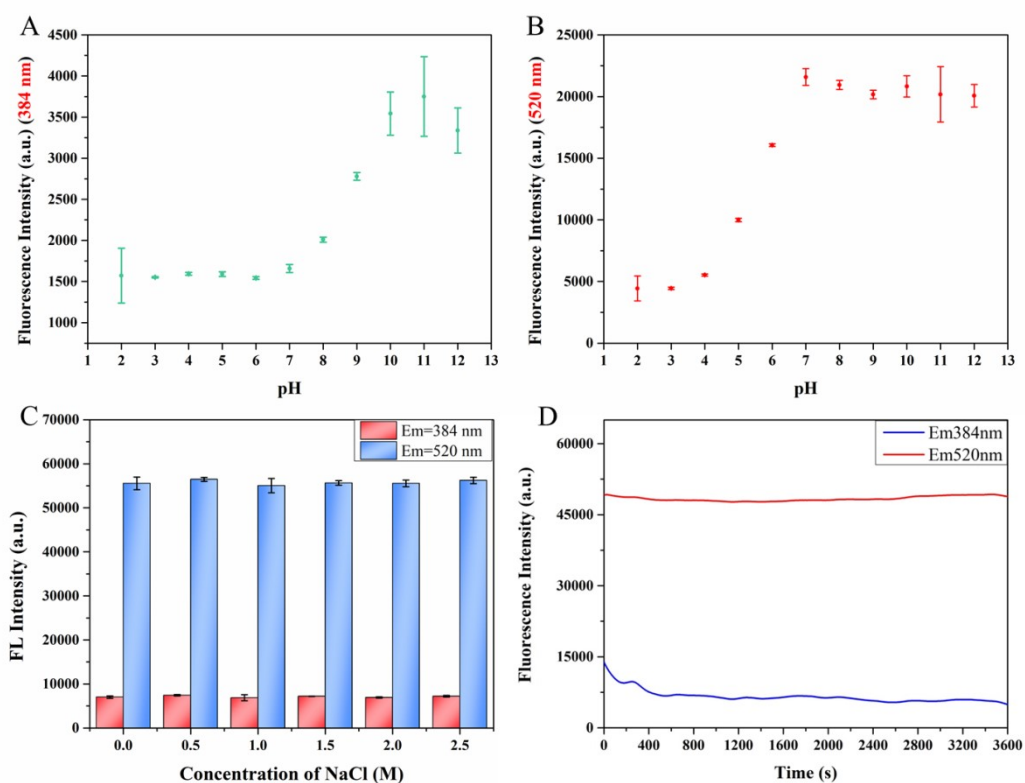 A
Fluorescence Intensity (a.u.) (384 nm)
4500
4000
3500
3000
2500
2000
1500
1000
1 2 3 4 5 6 7 8 9 10 11 12 13
pH
B
Fluorescence Intensity (a.u.) (520 nm)
25000
20000
15000
10000
5000
0
1 2 3 4 5 6 7 8 9 10 11 12 13
pH
C
FL Intensity (a.u.)
70000
60000
50000
40000
30000
20000
10000
0
Em=384 nm
Em=520 nm
0.0 0.5 1.0 1.5 2.0 2.5
Concentration of NaCl (M)
D
Fluorescence Intensity (a.u.)
60000
45000
30000
15000
0
Em384nm
Em520nm
0 400 800 1200 1600 2000 2400 2800 3200 3600
Time (s)